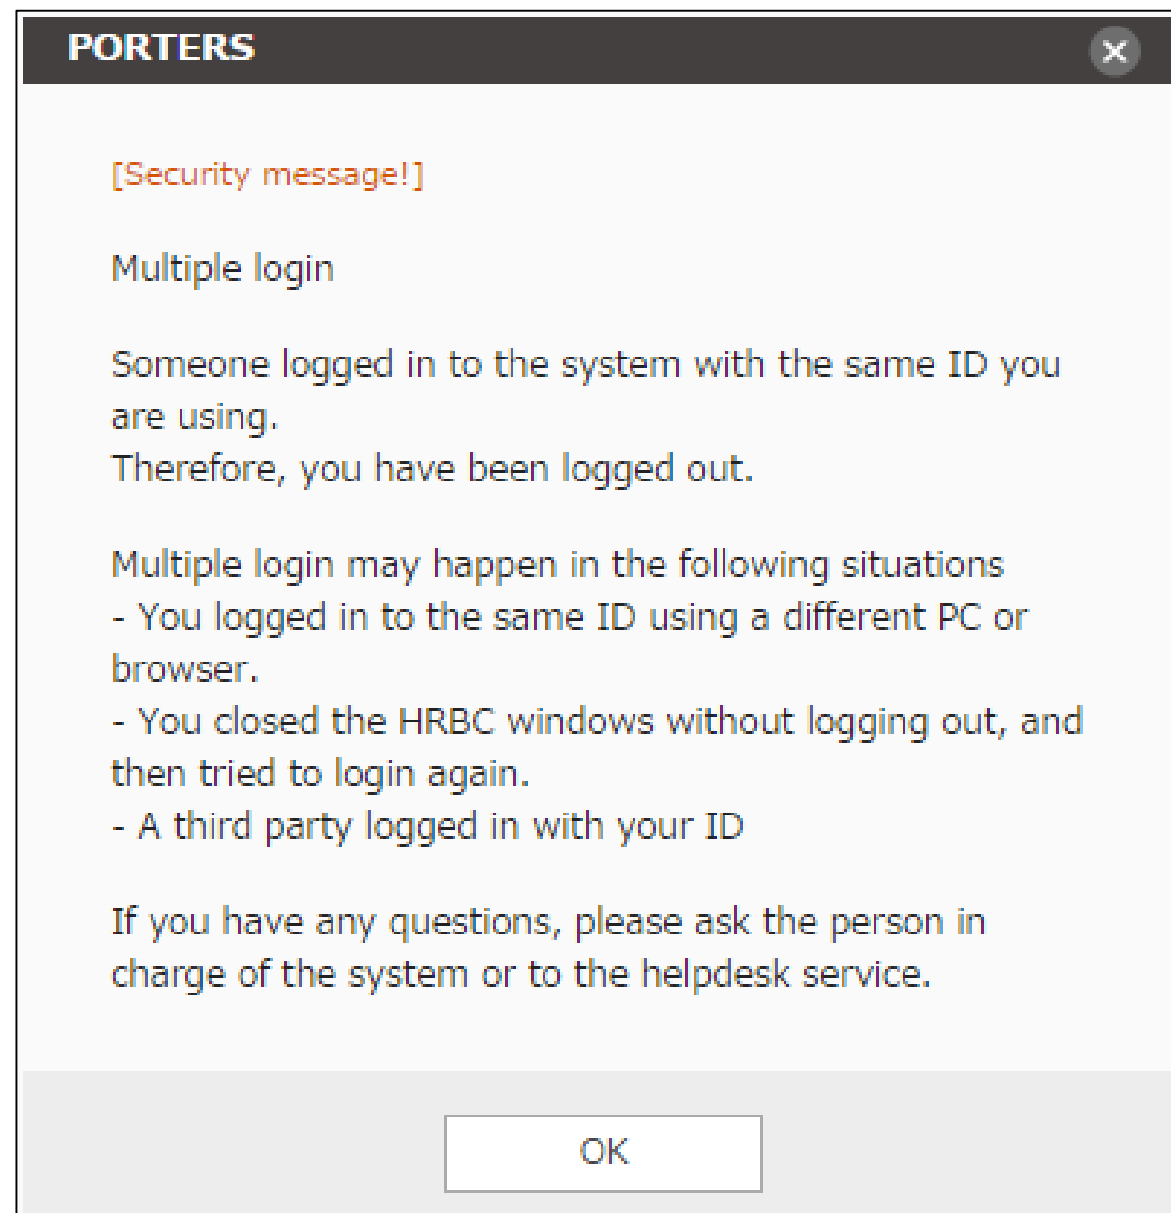 PORTERS
[Security message!]
Multiple login
Someone logged in to the system with the same ID you
are using.
Therefore, you have been logged out.
Multiple login may happen in the following situations
- You logged in to the same ID using a different PC or
browser.
- You closed the HRBC windows without logging out, and
then tried to login again.
- A third party logged in with your ID
If you have any questions, please ask the person in
charge of the system or to the helpdesk service.
OK